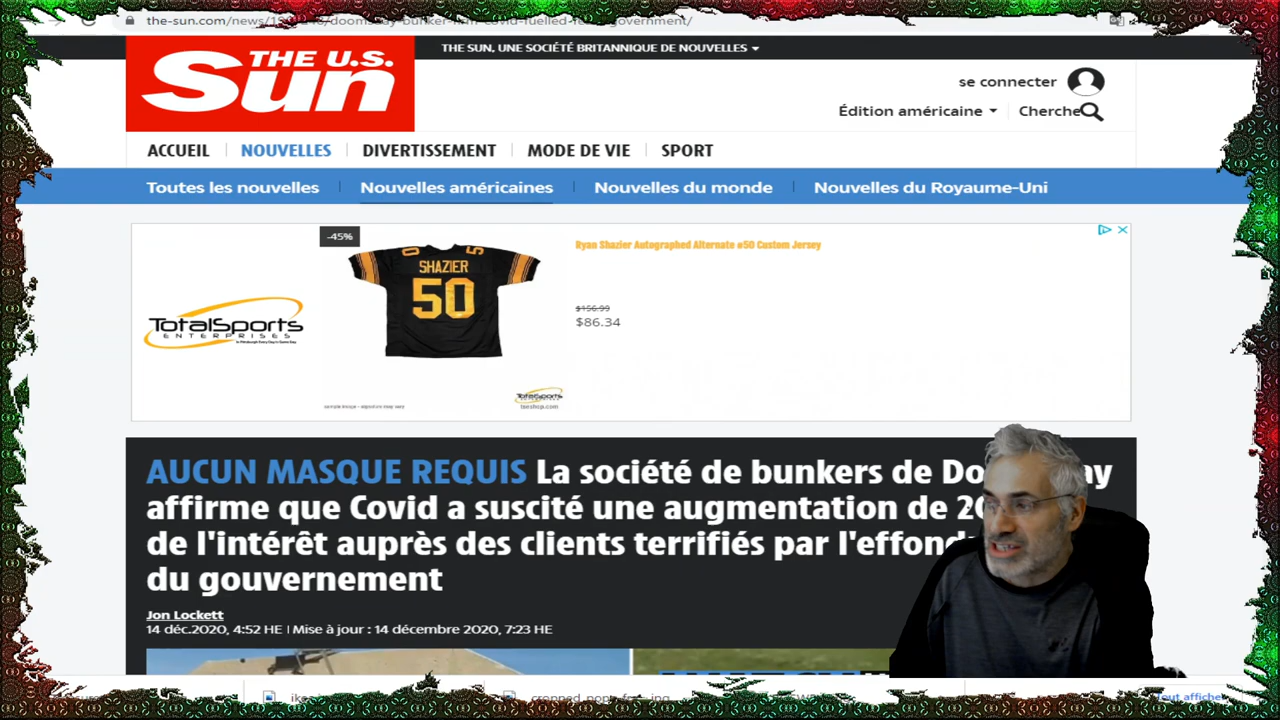 the-sun.com/news/
THE SUN, UNE SOCIÉTÉ BRITANNIQUE DE NOUVELLES
THE U.S.
Sun
se connecter
Édition américaine
Cherche
ACCUEIL
NOUVELLES
DIVERTISSEMENT
MODE DE VIE
SPORT
Toutes les nouvelles
Nouvelles américaines
Nouvelles du monde
Nouvelles du Royaume-Uni
-45%
Ryan Shazier Autographed Alternate #50 Custom Jersey
SHAZIER
50
$156.99
$86.34
TotalSports
ENTERPRISES
TotalSports
tseshop.com
AUCUN MASQUE REQUIS La société de bunkers de
affirme que Covid a suscité une augmentation de
de l'intérêt auprès des clients terrifiés par
du gouvernement
Jon Lockett
14 déc.2020, 4:52 HE | Mise à jour : 14 décembre 2020, 7:23 HE